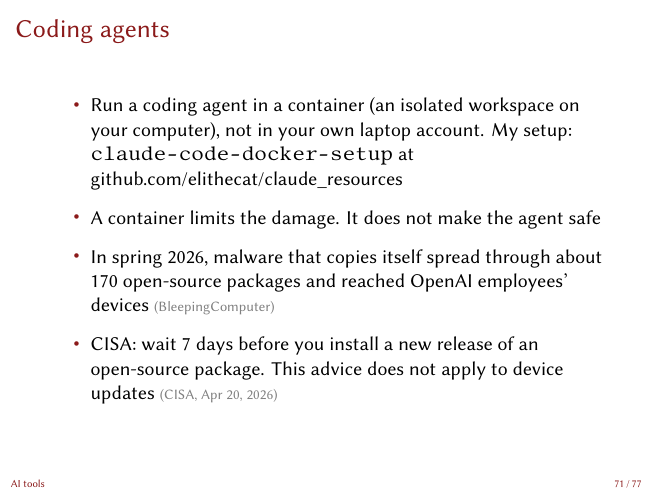 Coding agents
• Run a coding agent in a container (an isolated workspace on
your computer), not in your own laptop account. My setup:
claude-code-docker-setup at
github.com/elithecat/claude_resources
• A container limits the damage. It does not make the agent safe
• In spring 2026, malware that copies itself spread through about
170 open-source packages and reached OpenAI employees’
devices (BleepingComputer)
• CISA: wait 7 days before you install a new release of an
open-source package. This advice does not apply to device
updates (CISA, Apr 20, 2026)
AI tools
71 / 77